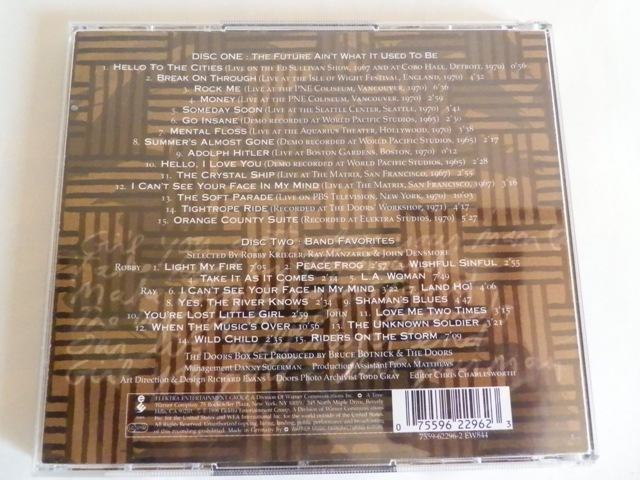 DISC ONE : THE FUTURE AIN'T WHAT IT USED TO BE
1. HELLO TO THE CITIES (LIVE ON THE ED SULLIVAN SHOW, 1967 AND AT COBO HALL, DETROIT, 1970) 0'56
2. BREAK ON THROUGH (LIVE AT THE ISLE OF WIGHT FESTIVAL, ENGLAND, 1970) 4'32
3. ROCK ME (LIVE AT THE PNE COLISEUM, VANCOUVER, 1970) 6'36
4. MONEY (LIVE AT THE PNE COLISEUM, VANCOUVER, 1970) 2'59
5. SOMEDAY SOON (LIVE AT THE SEATTLE CENTER, SEATTLE, 1970) 3'41
6. GO INSANE (DEMO RECORDED AT WORLD PACIFIC STUDIOS, 1965) 2'30
7. MENTAL FLOSS (LIVE AT THE AQUARIUS THEATER, HOLLYWOOD, 1970) 3'38
8. SUMMER'S ALMOST GONE (DEMO RECORDED AT WORLD PACIFIC STUDIOS, 1965) 2'17
9. ADOLPH HITLER (LIVE AT BOSTON GARDENS, BOSTON, 1970) 0'12
10. HELLO, I LOVE YOU (DEMO RECORDED AT WORLD PACIFIC STUDIOS, 1965) 2'28
11. THE CRYSTAL SHIP (LIVE AT THE MATRIX, SAN FRANCISCO, 1967) 2'55
12. I CAN'T SEE YOUR FACE IN MY MIND (LIVE AT THE MATRIX, SAN FRANCISCO, 1967) 3'16
13. THE SOFT PARADE (LIVE ON PBS TELEVISION, NEW YORK, 1970) 10'03
14. TIGHTROPE RIDE (RECORDED AT THE DOORS' WORKSHOP, 1971) 4'17
15. ORANGE COUNTY SUITE (RECORDED AT ELEKTRA STUDIOS, 1970) 5'27
DISC TWO : BAND FAVORITES
SELECTED BY ROBBY KRIEGER, RAY MANZAREK & JOHN DENSMORE
ROBBY 1. LIGHT MY FIRE 7'05 2. PEACE FROG 2'57 3. WISHFUL SINFUL 2'55
4. TAKE IT AS IT COMES 2'14 5. L.A. WOMAN 7'49
RAY 6. I CAN'T SEE YOUR FACE IN MY MIND 3'22 7. LAND HO! 4'06
8. YES, THE RIVER KNOWS 2'34 9. SHAMAN'S BLUES 4'47
10. YOU'RE LOST LITTLE GIRL 2'59 JOHN 11. LOVE ME TWO TIMES 3'15
12. WHEN THE MUSIC'S OVER 10'56 13. THE UNKNOWN SOLDIER 3'21
14. WILD CHILD 2'35 15. RIDERS ON THE STORM 7'09
THE DOORS BOX SET PRODUCED BY BRUCE BOTNICK & THE DOORS
Management DANNY SUGERMAN Production Assistant FIONA MATTHEWS
Art Direction & Design RICHARD EVANS Doors Photo Archivist TODD GRAY Editor CHRIS CHARLESWORTH
0 75596 22962 3
7559-62296-2 EW844